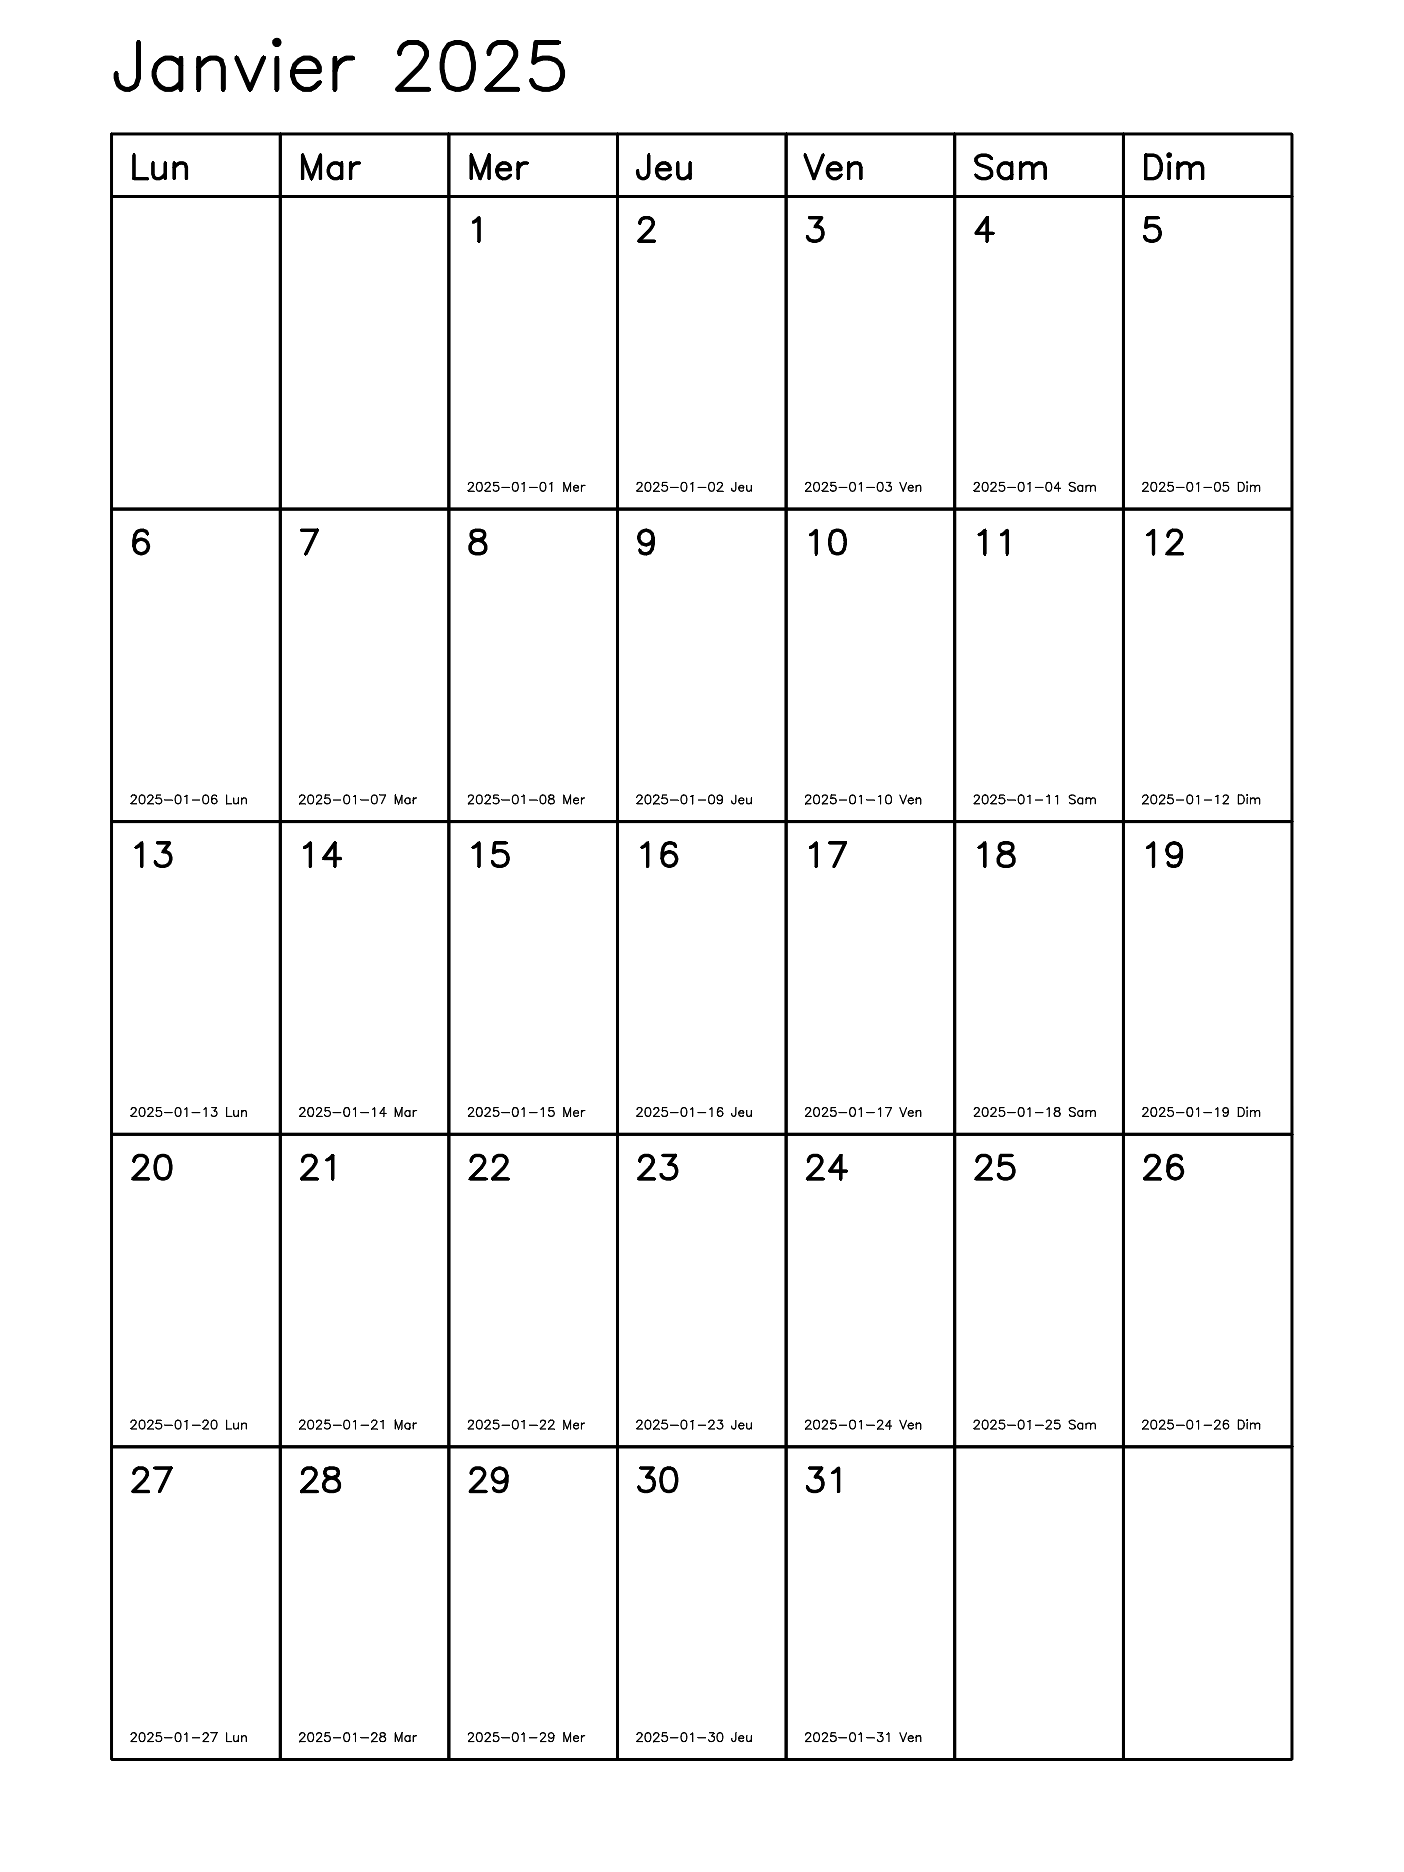 Janvier 2025
Lun Mar Mer Jeu Ven Sam Dim
1 2 3 4 5
2025-01-01 Mer 2025-01-02 Jeu 2025-01-03 Ven 2025-01-04 Sam 2025-01-05 Dim
6 7 8 9 10 11 12
2025-01-06 Lun 2025-01-07 Mar 2025-01-08 Mer 2025-01-09 Jeu 2025-01-10 Ven 2025-01-11 Sam 2025-01-12 Dim
13 14 15 16 17 18 19
2025-01-13 Lun 2025-01-14 Mar 2025-01-15 Mer 2025-01-16 Jeu 2025-01-17 Ven 2025-01-18 Sam 2025-01-19 Dim
20 21 22 23 24 25 26
2025-01-20 Lun 2025-01-21 Mar 2025-01-22 Mer 2025-01-23 Jeu 2025-01-24 Ven 2025-01-25 Sam 2025-01-26 Dim
27 28 29 30 31
2025-01-27 Lun 2025-01-28 Mar 2025-01-29 Mer 2025-01-30 Jeu 2025-01-31 Ven